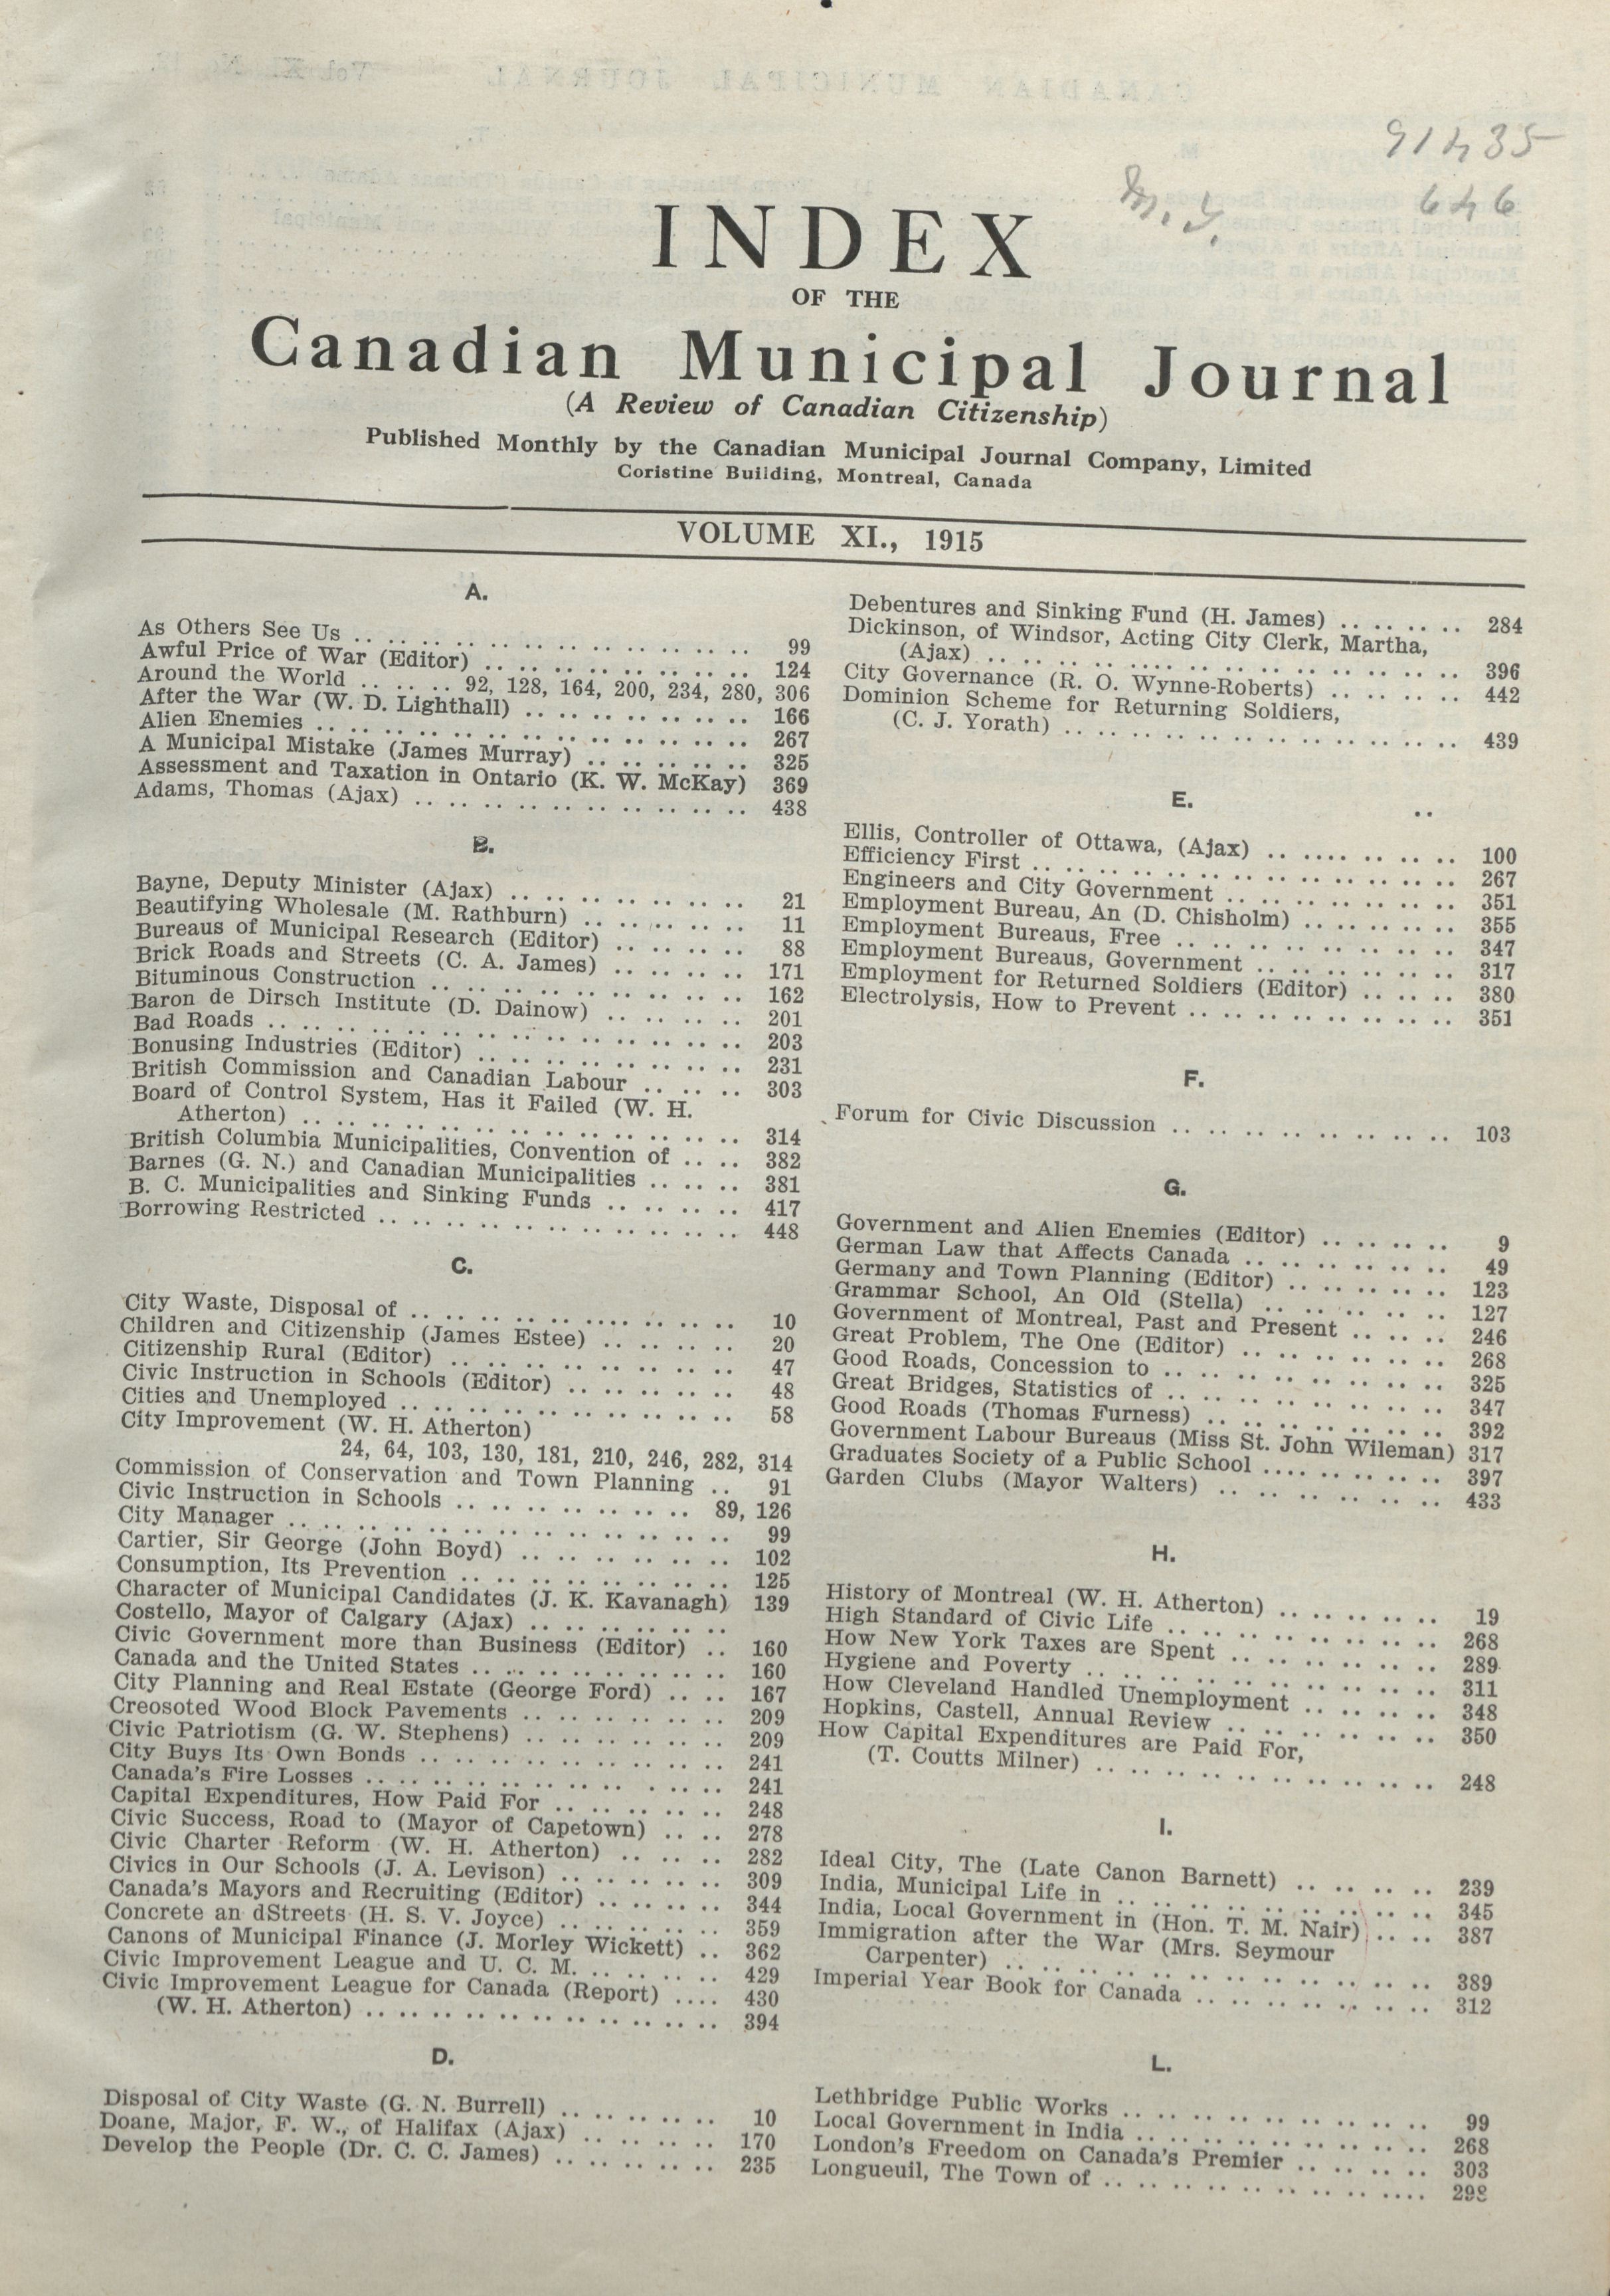 91435
646
INDEX
OF THE
Canadian Municipal Journal
(A Review of Canadian Citizenship)
Published Monthly by the Canadian Municipal Journal Company, Limited
Coristine Building, Montreal, Canada
VOLUME XI., 1915
A.
As Others See Us .. .. .. .. .. .. .. .. .. .. .. .. 99
Awful Price of War (Editor) .. .. .. .. .. .. .. .. 124
Around the World .. .. .. 92, 128, 164, 200, 234, 280, 306
After the War (W. D. Lighthall) .. .. .. .. .. .. .. 166
Alien Enemies .. .. .. .. .. .. .. .. .. .. .. .. .. 267
A Municipal Mistake (James Murray) .. .. .. .. .. 325
Assessment and Taxation in Ontario (K. W. McKay) 369
Adams, Thomas (Ajax) .. .. .. .. .. .. .. .. .. .. 438
B.
Bayne, Deputy Minister (Ajax) .. .. .. .. .. .. .. 21
Beautifying Wholesale (M. Rathburn) .. .. .. .. .. 11
Bureaus of Municipal Research (Editor) .. .. .. .. 88
Brick Roads and Streets (C. A. James) .. .. .. .. 171
Bituminous Construction .. .. .. .. .. .. .. .. .. 162
Baron de Dirsch Institute (D. Dainow) .. .. .. .. 201
Bad Roads .. .. .. .. .. .. .. .. .. .. .. .. .. .. 203
Bonusing Industries (Editor) .. .. .. .. .. .. .. .. 231
British Commission and Canadian Labour .. .. .. 303
Board of Control System, Has it Failed (W. H.
Atherton) .. .. .. .. .. .. .. .. .. .. .. .. .. 314
British Columbia Municipalities, Convention of .. .. 382
Barnes (G. N.) and Canadian Municipalities .. .. .. 381
B. C. Municipalities and Sinking Funds .. .. .. .. 417
Borrowing Restricted .. .. .. .. .. .. .. .. .. .. .. 448
C.
City Waste, Disposal of .. .. .. .. .. .. .. .. .. .. 10
Children and Citizenship (James Estee) .. .. .. .. 20
Citizenship Rural (Editor) .. .. .. .. .. .. .. .. .. 47
Civic Instruction in Schools (Editor) .. .. .. .. .. 48
Cities and Unemployed .. .. .. .. .. .. .. .. .. .. 58
City Improvement (W. H. Atherton)
24, 64, 103, 130, 181, 210, 246, 282, 314
Commission of Conservation and Town Planning .. 91
Civic Instruction in Schools .. .. .. .. .. .. .. 89, 126
City Manager .. .. .. .. .. .. .. .. .. .. .. .. .. 99
Cartier, Sir George (John Boyd) .. .. .. .. .. .. 102
Consumption, Its Prevention .. .. .. .. .. .. .. .. 125
Character of Municipal Candidates (J. K. Kavanagh) 139
Costello, Mayor of Calgary (Ajax) .. .. .. .. .. ..
Civic Government more than Business (Editor) .. 160
Canada and the United States .. .. .. .. .. .. .. .. 160
City Planning and Real Estate (George Ford) .. .. 167
Creosoted Wood Block Pavements .. .. .. .. .. .. 209
Civic Patriotism (G. W. Stephens) .. .. .. .. .. .. 209
City Buys Its Own Bonds .. .. .. .. .. .. .. .. .. 241
Canada's Fire Losses .. .. .. .. .. .. .. .. . .. .. 241
Capital Expenditures, How Paid For .. .. .. .. .. 248
Civic Success, Road to (Mayor of Capetown) .. .. 278
Civic Charter Reform (W. H. Atherton) .. .. .. 282
Civics in Our Schools (J. A. Levison) .. .. .. .. .. 309
Canada's Mayors and Recruiting (Editor) .. .. .. .. 344
Concrete an dStreets (H. S. V. Joyce) .. .. .. .. .. 359
Canons of Municipal Finance (J. Morley Wickett) .. 362
Civic Improvement League and U. C. M. .. .. .. .. 429
Civic Improvement League for Canada (Report) .... 430
(W. H. Atherton) .. .. .. .. .. .. .. .. .. .. .. .. 394
D.
Disposal of City Waste (G. N. Burrell) .. .. .. .. .. 10
Doane, Major, F. W., of Halifax (Ajax) .. .. .. .. 170
Develop the People (Dr. C. C. James) .. .. .. .. .. 235
Debentures and Sinking Fund (H. James) .. .. .. .. 284
Dickinson, of Windsor, Acting City Clerk, Martha,
(Ajax) .. .. .. .. .. .... .. .. .. .. .. .. .. .. 396
City Governance (R. O. Wynne-Roberts) .. .. .. .. 442
Dominion Scheme for Returning Soldiers,
(C. J. Yorath) .. .. .. .. .. .. .. .. .. .. .. .. 439
E.
Ellis, Controller of Ottawa, (Ajax) .. .... .. .. .. 100
Efficiency First .. .. .. .. .. .. .. .. .. .. .. .. .. 267
Engineers and City Government .. .. .. .. .. .. .. 351
Employment Bureau, An (D. Chisholm) .. .. .. .. .. 355
Employment Bureaus, Free .. .. .. .. .. .. .. .. .. 347
Employment Bureaus, Government .. .. .. .. .. .. 317
Employment for Returned Soldiers (Editor) .. .. .. 380
Electrolysis, How to Prevent .. .. .. .. .. .. .. .. 351
F.
Forum for Civic Discussion .. .. .. .. .. .. .. .. .. 103
G.
Government and Alien Enemies (Editor) .. .. .. .. 9
German Law that Affects Canada .. .. .. .. .. .. 49
Germany and Town Planning (Editor) .. .. .. .. .. 123
Grammar School, An Old (Stella) .. .. .. .. .. .. 127
Government of Montreal, Past and Present .. .. .. 246
Great Problem, The One (Editor) .. .. .. .. .. .. 268
Good Roads, Concession to .. .. .. .. .. .. .. .. .. 325
Great Bridges, Statistics of .. .. .. .. .. .. .. .. .. 347
Good Roads (Thomas Furness) .. .. .. .. .. .. .. 392
Government Labour Bureaus (Miss St. John Wileman) 317
Graduates Society of a Public School .... .. .. .. .. 397
Garden Clubs (Mayor Walters) .. .. .. .. .. .. .. 433
H.
History of Montreal (W. H. Atherton) .. .. .. .. .. 19
High Standard of Civic Life .. .. .. .. .. .. .. .. .. 268
How New York Taxes are Spent .. .. .. .. .. .. 289
Hygiene and Poverty .. .. .. .. .. .. .. .. .. .. .. 311
How Cleveland Handled Unemployment .. .. .. .. 348
Hopkins, Castell, Annual Review .. .. .. .. .. .. .. 350
How Capital Expenditures are Paid For,
(T. Coutts Milner) .. .. .. .. .. .. .. .. .. .. 248
I.
Ideal City, The (Late Canon Barnett) .. .. .. .. .. 239
India, Municipal Life in .. .. .. .. .. .. .. .. .. .. 345
India, Local Government in (Hon. T. M. Nair) .. .. 387
Immigration after the War (Mrs. Seymour
Carpenter) .. .. .. .. .. .. .. .. .. .. .. .. .. 389
Imperial Year Book for Canada .. .. .. .. .. .. .. 312
L.
Lethbridge Public Works .. .. .. .. .. .. .. .. .. .. 99
Local Government in India .. .. .. .. .. .. .. .. .. 268
London's Freedom on Canada's Premier .. .. .. .. 303
Longueuil, The Town of .. .. .. .. .. .. .. .. .. .... 298